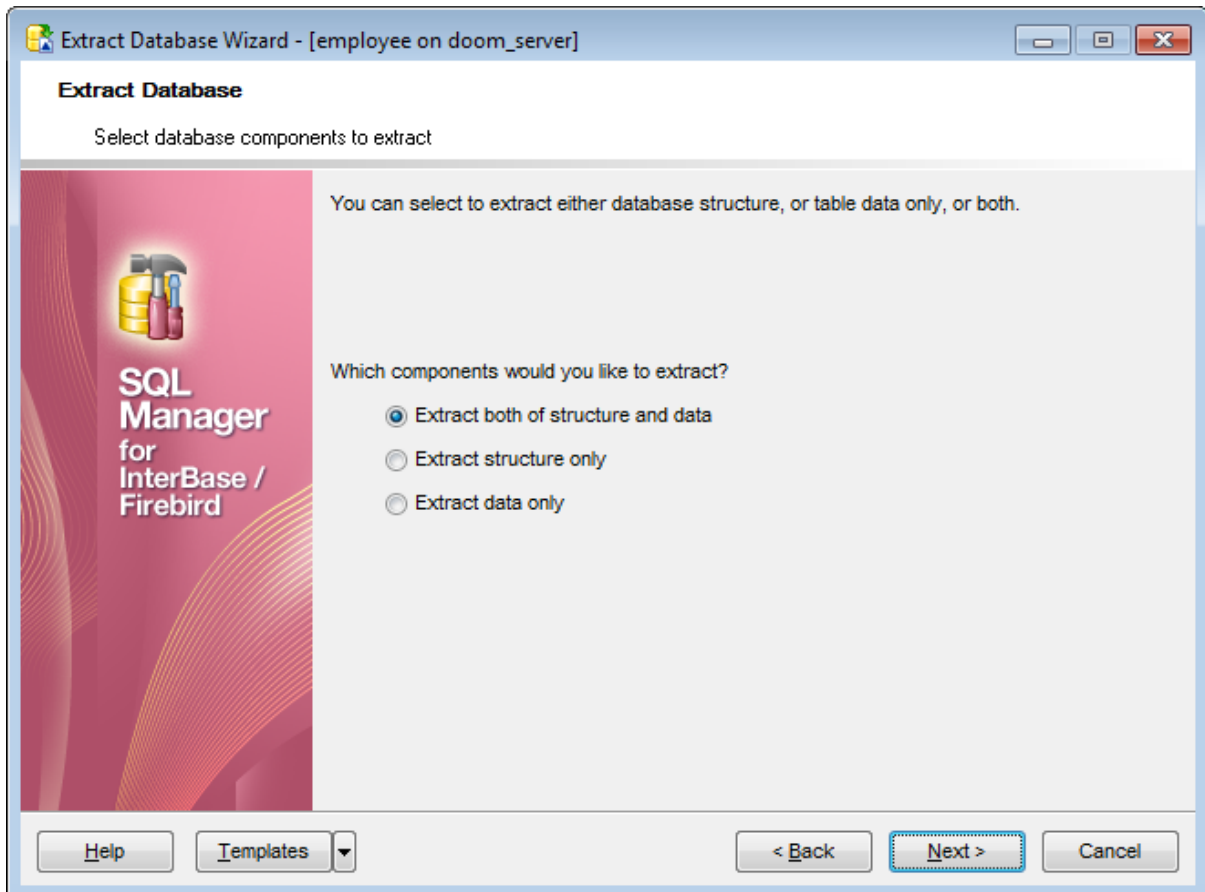 Extract Database Wizard - [employee on doom_server]
Extract Database
Select database components to extract
You can select to extract either database structure, or table data only, or both.
SQL
Manager
for
InterBase /
Firebird
Which components would you like to extract?
Extract both of structure and data
Extract structure only
Extract data only
Help
Templates
< Back
Next >
Cancel